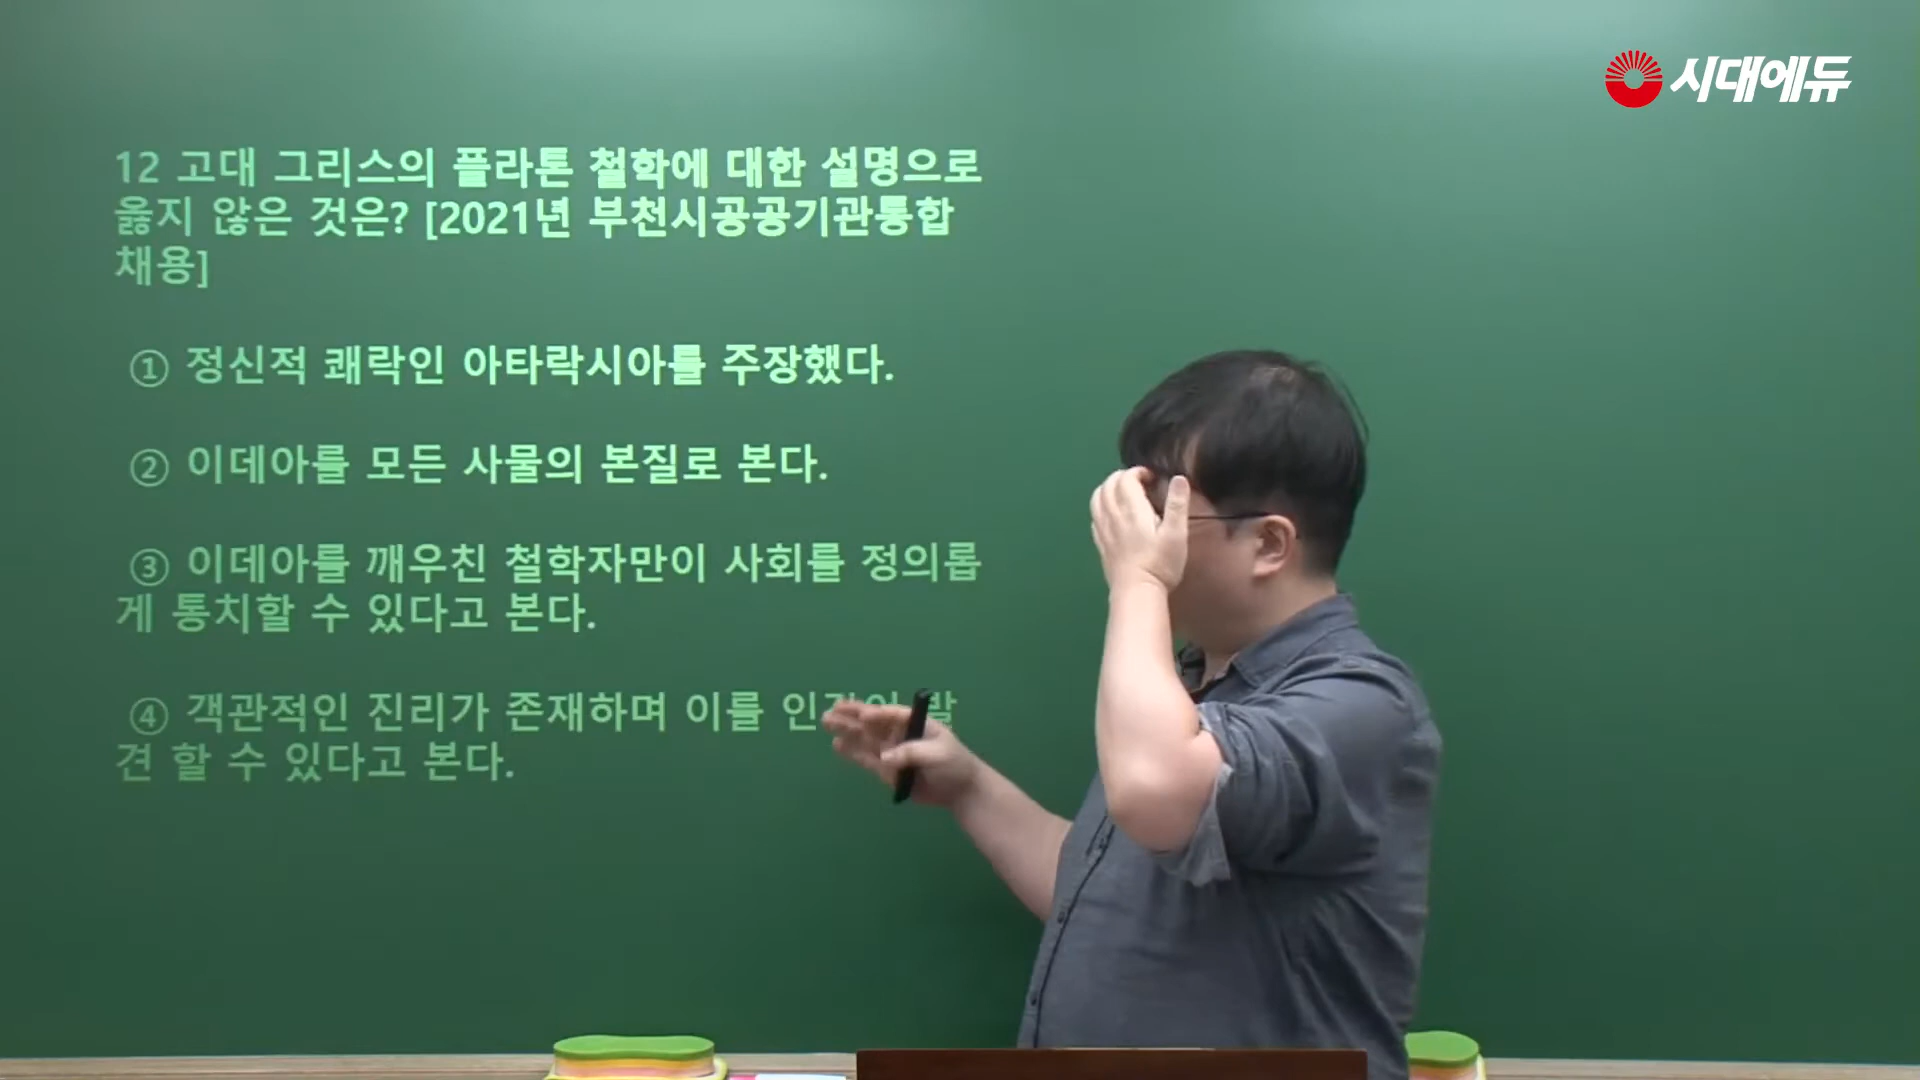 시대에듀
12 고대 그리스의 플라톤 철학에 대한 설명으로
옳지 않은 것은? [2021년 부천시공공기관통합
채용]
① 정신적 쾌락인 아타락시아를 주장했다.
② 이데아를 모든 사물의 본질로 본다.
③ 이데아를 깨우친 철학자만이 사회를 정의롭
게 통치할 수 있다고 본다.
④ 객관적인 진리가 존재하며 이를
견 할 수 있다고 본다.